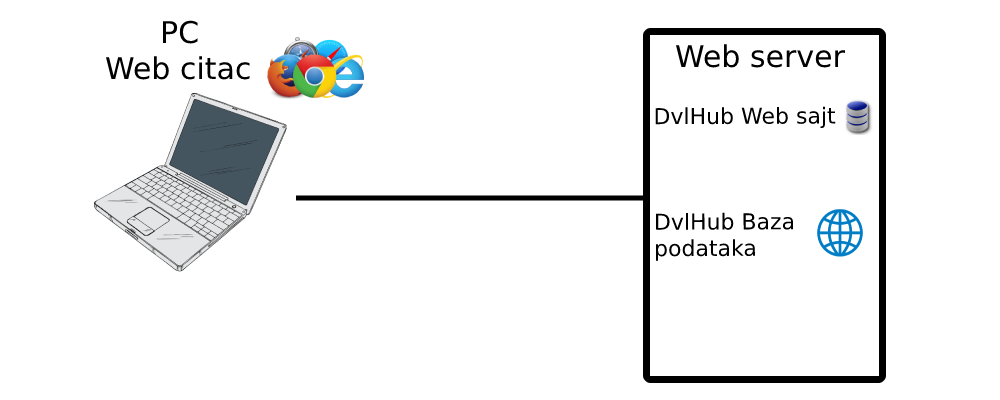 PC
Web citac
Web server
DvlHub Web sajt
DvlHub Baza
podataka